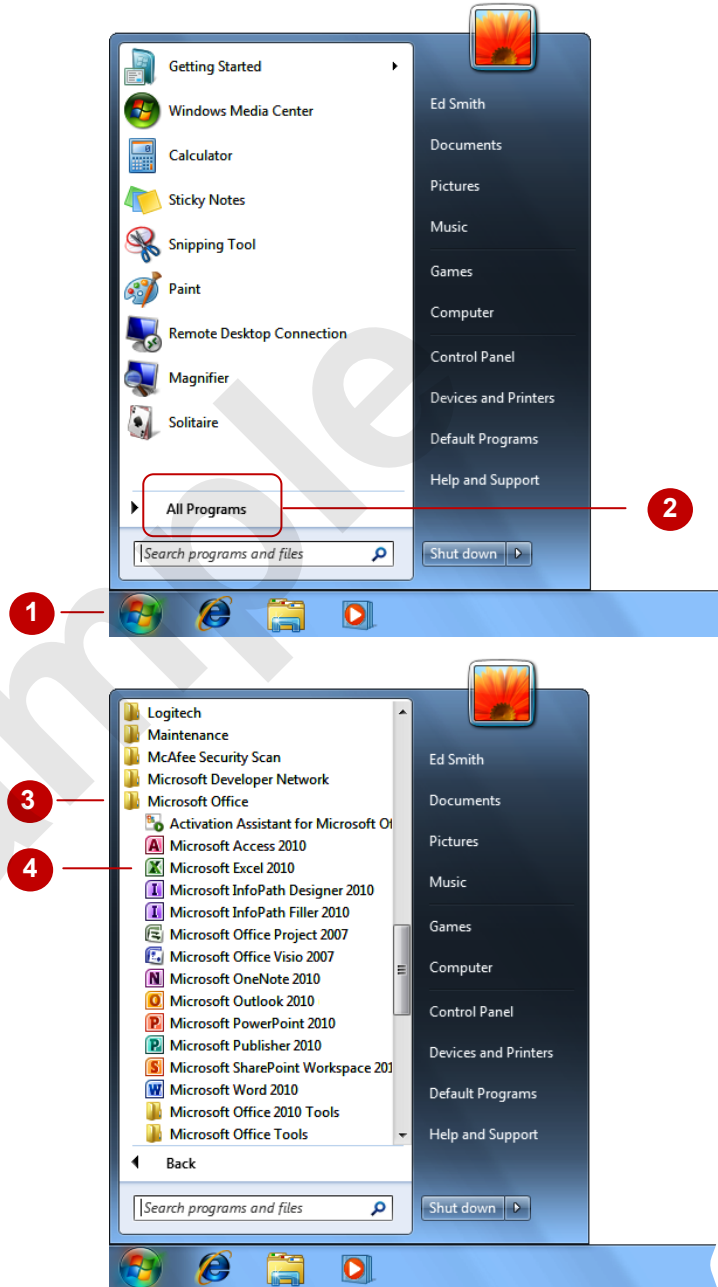 Getting Started
Windows Media Center
Calculator
Sticky Notes
Snipping Tool
Paint
Remote Desktop Connection
Magnifier
Solitaire
All Programs
Search programs and files
Ed Smith
Documents
Pictures
Music
Games
Computer
Control Panel
Devices and Printers
Default Programs
Help and Support
Shut down
2
1
Logitech
Maintenance
McAfee Security Scan
Microsoft Developer Network
Microsoft Office
Activation Assistant for Microsoft Of
Microsoft Access 2010
Microsoft Excel 2010
Microsoft InfoPath Designer 2010
Microsoft InfoPath Filler 2010
Microsoft Office Project 2007
Microsoft Office Visio 2007
Microsoft OneNote 2010
Microsoft Outlook 2010
Microsoft PowerPoint 2010
Microsoft Publisher 2010
Microsoft SharePoint Workspace 201
Microsoft Word 2010
Microsoft Office 2010 Tools
Microsoft Office Tools
Back
Search programs and files
Ed Smith
Documents
Pictures
Music
Games
Computer
Control Panel
Devices and Printers
Default Programs
Help and Support
Shut down
3
4
mple